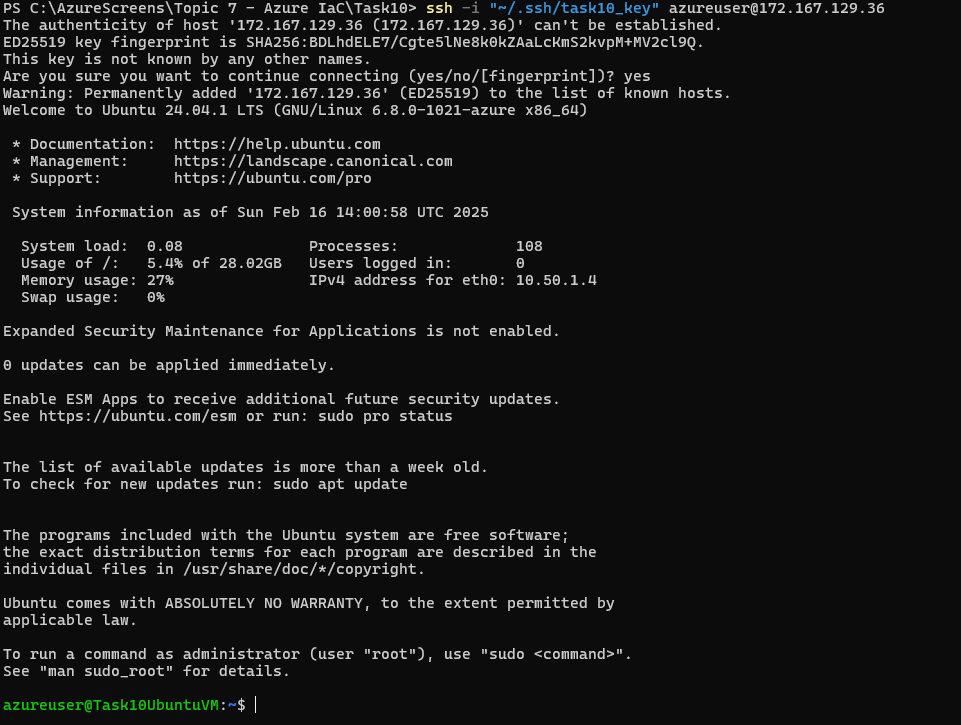 PS C:\AzureScreens\Topic 7 - Azure IaC\Task10> ssh -i "~/.ssh/task10_key" azureuser@172.167.129.36
The authenticity of host '172.167.129.36 (172.167.129.36)' can't be established.
ED25519 key fingerprint is SHA256:BDLhdELE7/Cgte5lNe8k0kZAaLcKmS2kvpM+MV2cl9Q.
This key is not known by any other names.
Are you sure you want to continue connecting (yes/no/[fingerprint])? yes
Warning: Permanently added '172.167.129.36' (ED25519) to the list of known hosts.
Welcome to Ubuntu 24.04.1 LTS (GNU/Linux 6.8.0-1021-azure x86_64)

 * Documentation:  https://help.ubuntu.com
 * Management:     https://landscape.canonical.com
 * Support:        https://ubuntu.com/pro

 System information as of Sun Feb 16 14:00:58 UTC 2025

  System load:  0.08              Processes:             108
  Usage of /:   5.4% of 28.02GB   Users logged in:       0
  Memory usage: 27%               IPv4 address for eth0: 10.50.1.4
  Swap usage:   0%

Expanded Security Maintenance for Applications is not enabled.

0 updates can be applied immediately.

Enable ESM Apps to receive additional future security updates.
See https://ubuntu.com/esm or run: sudo pro status


The list of available updates is more than a week old.
To check for new updates run: sudo apt update


The programs included with the Ubuntu system are free software;
the exact distribution terms for each program are described in the
individual files in /usr/share/doc/*/copyright.

Ubuntu comes with ABSOLUTELY NO WARRANTY, to the extent permitted by
applicable law.

To run a command as administrator (user "root"), use "sudo <command>".
See "man sudo_root" for details.

azureuser@Task10UbuntuVM:~$